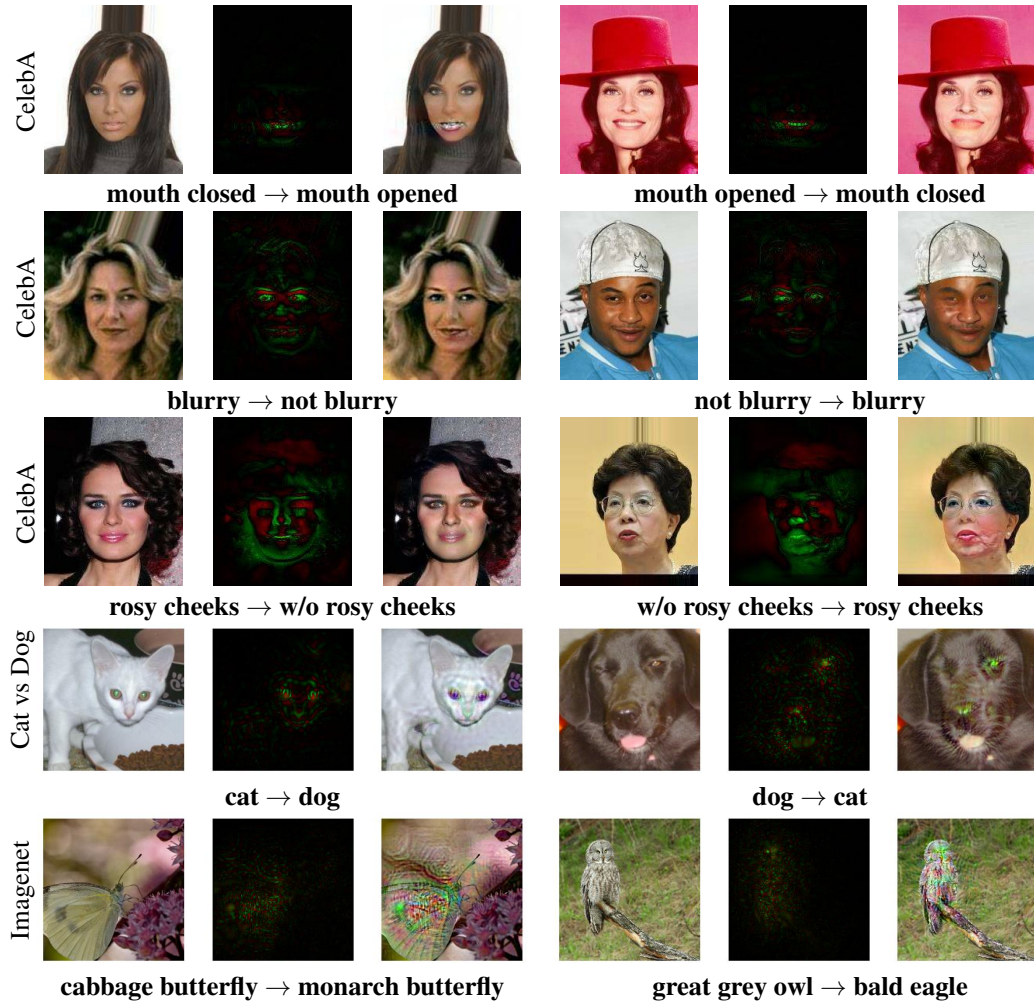 CelebA
mouth closed → mouth opened
mouth opened → mouth closed
CelebA
blurry → not blurry
not blurry → blurry
CelebA
rosy cheeks → w/o rosy cheeks
w/o rosy cheeks → rosy cheeks
Cat vs Dog
cat → dog
dog → cat
Imagenet
cabbage butterfly → monarch butterfly
great grey owl → bald eagle